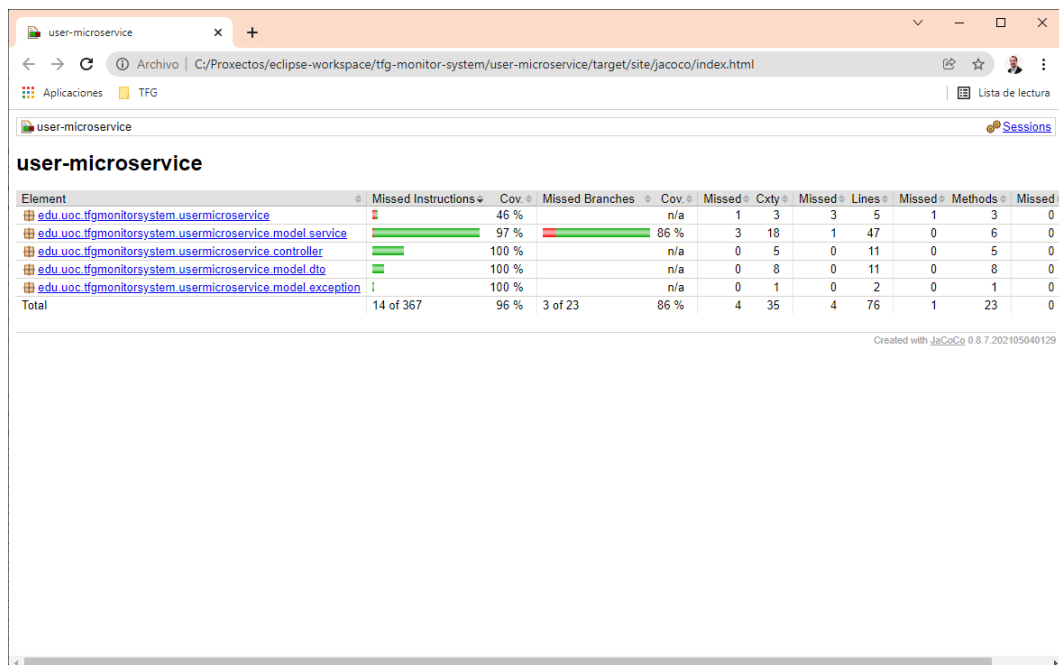 user-microservice
Archivo | C:/Proxectos/eclipse-workspace/tfg-monitor-system/user-microservice/target/site/jacoco/index.html
Aplicaciones TFG Lista de lectura
user-microservice Sessions
user-microservice
Element Missed Instructions Cov. Missed Branches Cov. Missed Cxty Missed Lines Missed Methods Missed
edu.uoc.tfgmonitorsystem.usermicroservice 46 % n/a 1 3 3 5 1 3 0
edu.uoc.tfgmonitorsystem.usermicroservice.model.service 97 % 86 % 3 18 1 47 0 6 0
edu.uoc.tfgmonitorsystem.usermicroservice.controller 100 % n/a 0 5 0 11 0 5 0
edu.uoc.tfgmonitorsystem.usermicroservice.model.dto 100 % n/a 0 8 0 11 0 8 0
edu.uoc.tfgmonitorsystem.usermicroservice.model.exception 100 % n/a 0 1 0 2 0 1 0
Total 14 of 367 96 % 3 of 23 86 % 4 35 4 76 1 23 0
Created with JaCoCo 0.8.7.202105040129